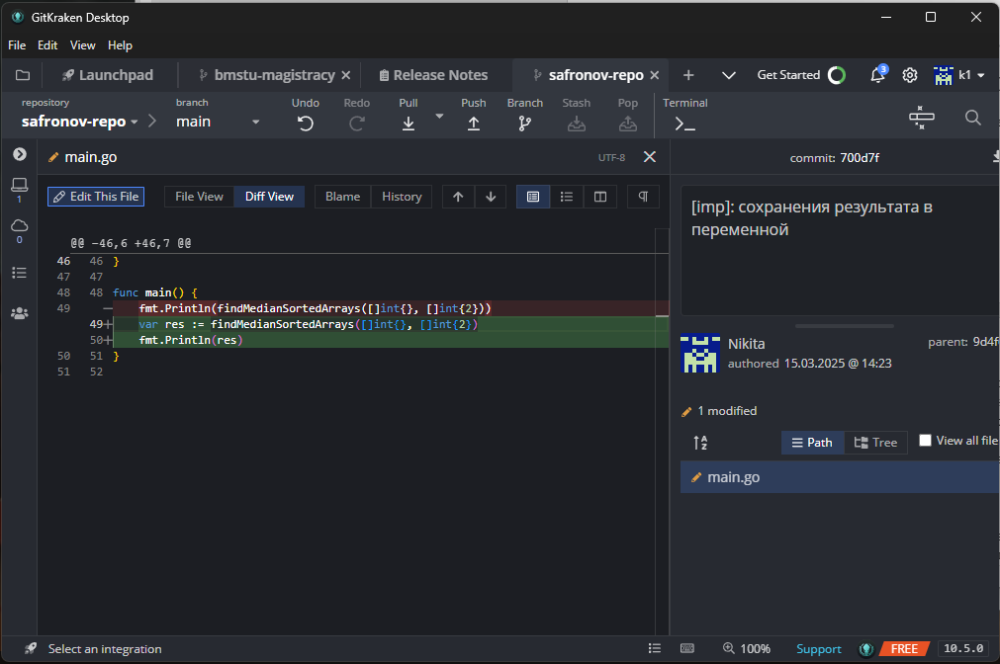 GitKraken Desktop
File Edit View Help
Launchpad bmstu-magistracy Release Notes safronov-repo Get Started 3 k1
repository branch Undo Redo Pull Push Branch Stash Pop Terminal
safronov-repo main
main.go UTF-8 commit: 700d7f
1
0
Edit This File File View Diff View Blame History
[imp]: сохранения результата в
переменной
@@ -46,6 +46,7 @@
46 46 }
47 47
48 48 func main() {
49 — fmt.Println(findMedianSortedArrays([]int{}, []int{2}))
49+ var res := findMedianSortedArrays([]int{}, []int{2})
50+ fmt.Println(res)
50 51 }
51 52
Nikita parent: 9d4f
authored 15.03.2025 @ 14:23
1 modified
Path Tree View all file
main.go
Select an integration 100% Support FREE 10.5.0